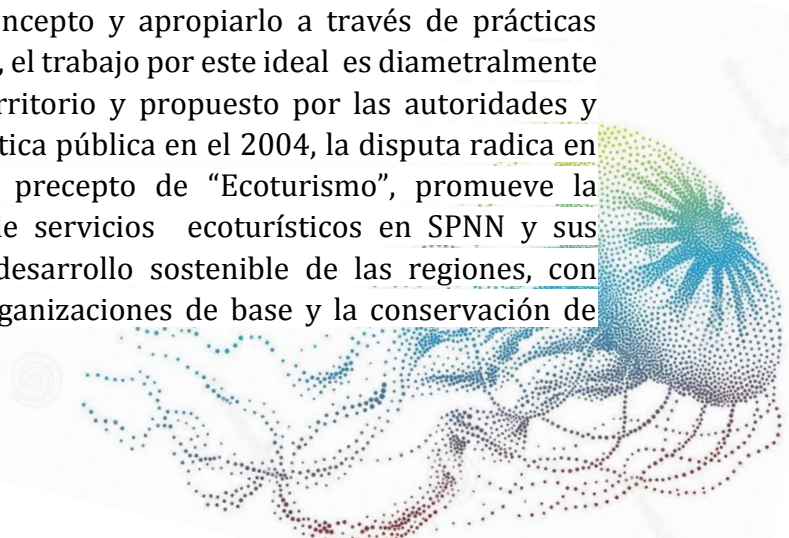 ncepto y apropiarlo a través de prácticas
, el trabajo por este ideal es diametralmente
rritorio y propuesto por las autoridades y
tica pública en el 2004, la disputa radica en
precepto de “Ecoturismo”, promueve la
le servicios ecoturísticos en SPNN y sus
desarrollo sostenible de las regiones, con
ganizaciones de base y la conservación de